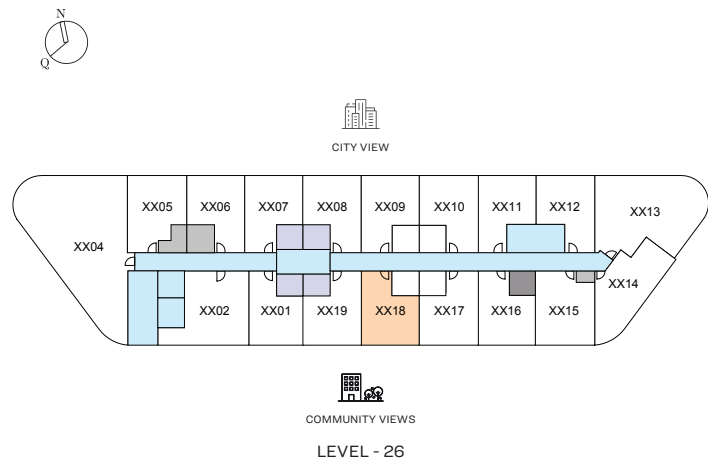 N
Q
CITY VIEW
XX05 XX06 XX07 XX08 XX09 XX10 XX11 XX12
XX13
XX04
XX14
XX02 XX01 XX19 XX18 XX17 XX16 XX15
COMMUNITY VIEWS
LEVEL - 26